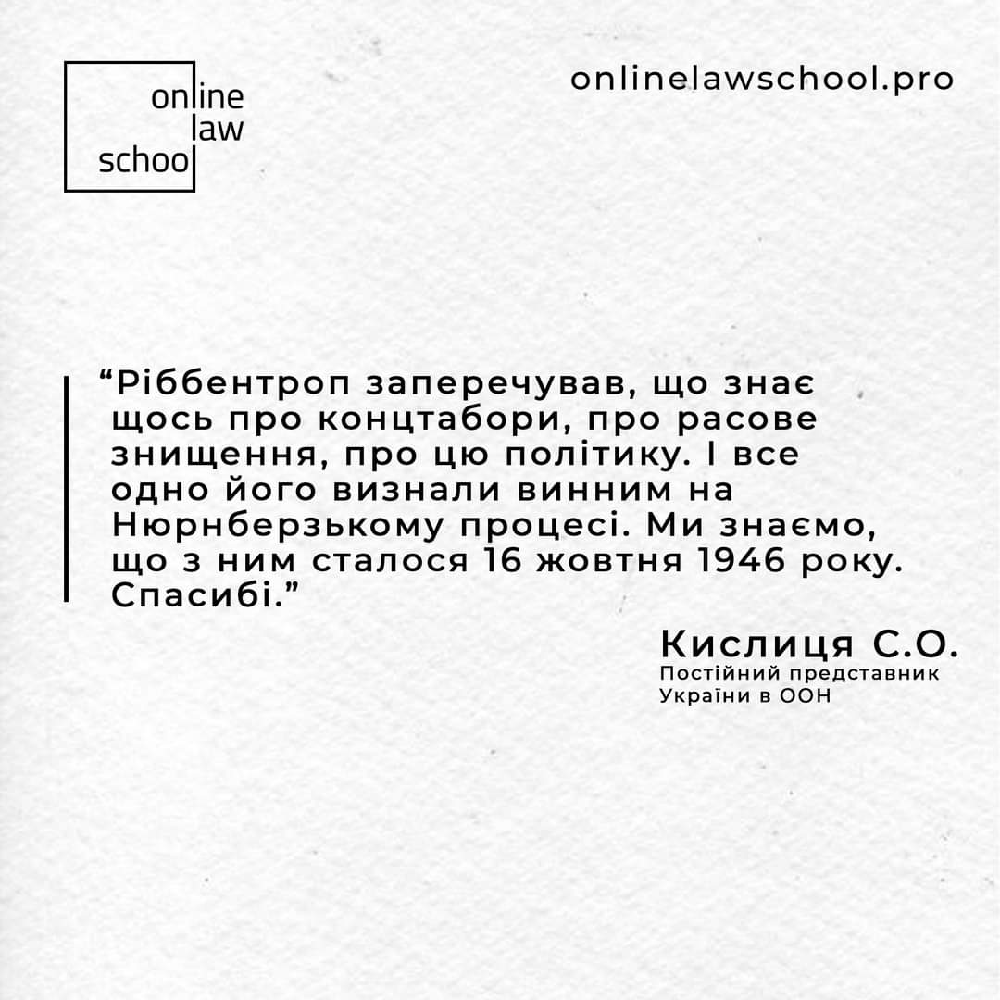 online
law
school
onlinelawschool.pro
“Ріббентроп заперечував, що знає
щось про концтабори, про расове
знищення, про цю політику. І все
одно його визнали винним на
Нюрнберзькому процесі. Ми знаємо,
що з ним сталося 16 жовтня 1946 року.
Спасибі.”
Кислиця С.О.
Постійний представник
України в ООН